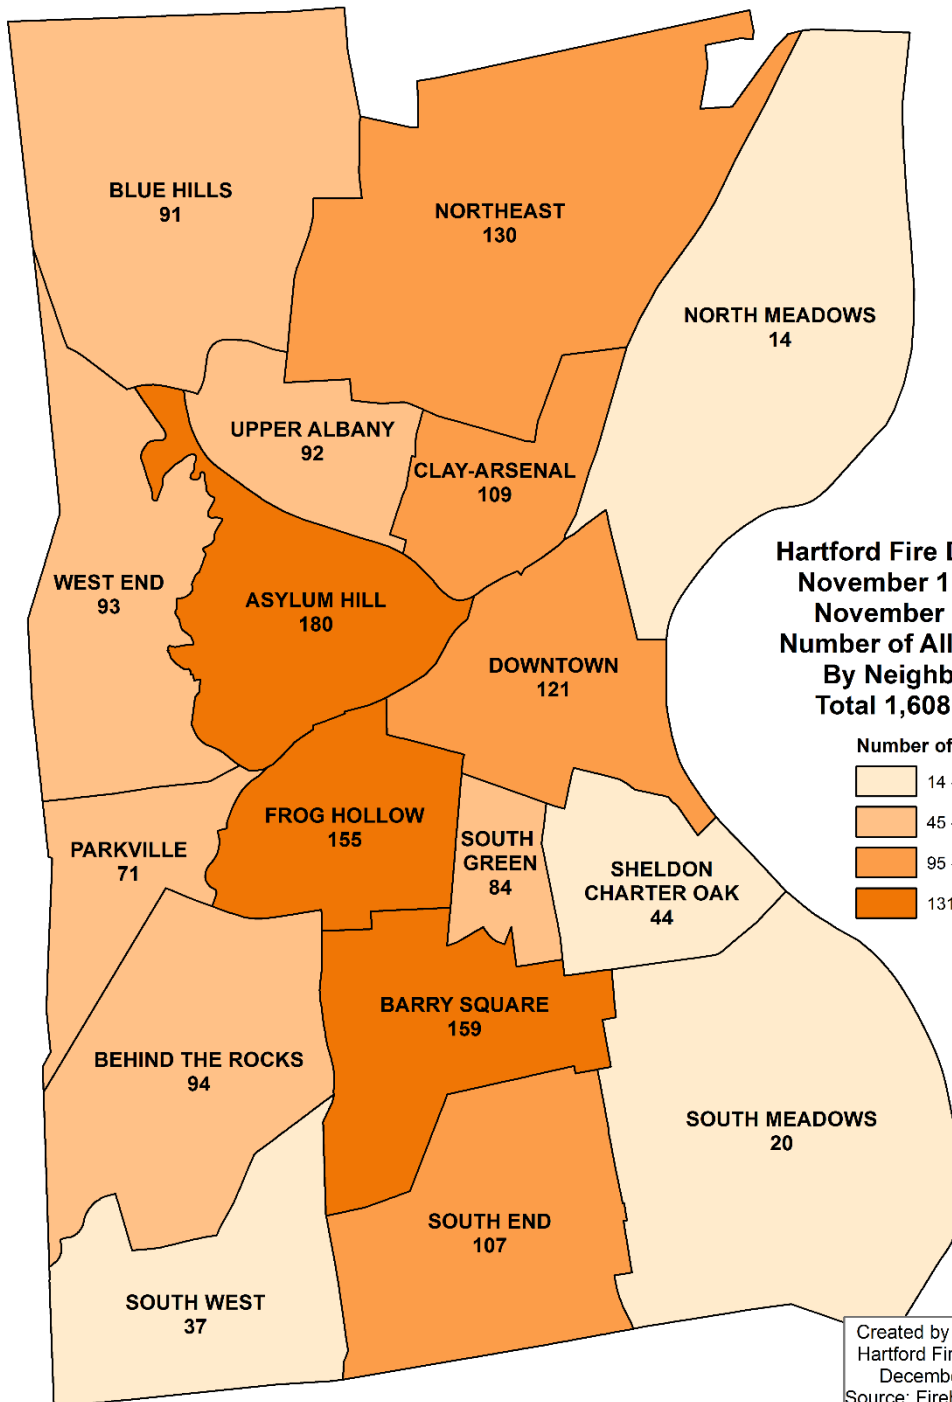 BLUE HILLS
91
NORTHEAST
130
NORTH MEADOWS
14
UPPER ALBANY
92
CLAY-ARSENAL
109
WEST END
93
ASYLUM HILL
180
DOWNTOWN
121
Hartford Fire
November 1
November
Number of All
By
Total 1,608
Number of
14
45
95
131
FROG HOLLOW
155
PARKVILLE
71
SOUTH
GREEN
84
SHELDON
CHARTER OAK
44
BARRY SQUARE
159
BEHIND THE ROCKS
94
SOUTH MEADOWS
20
SOUTH END
107
SOUTH WEST
37
Created by
Hartford
Source: